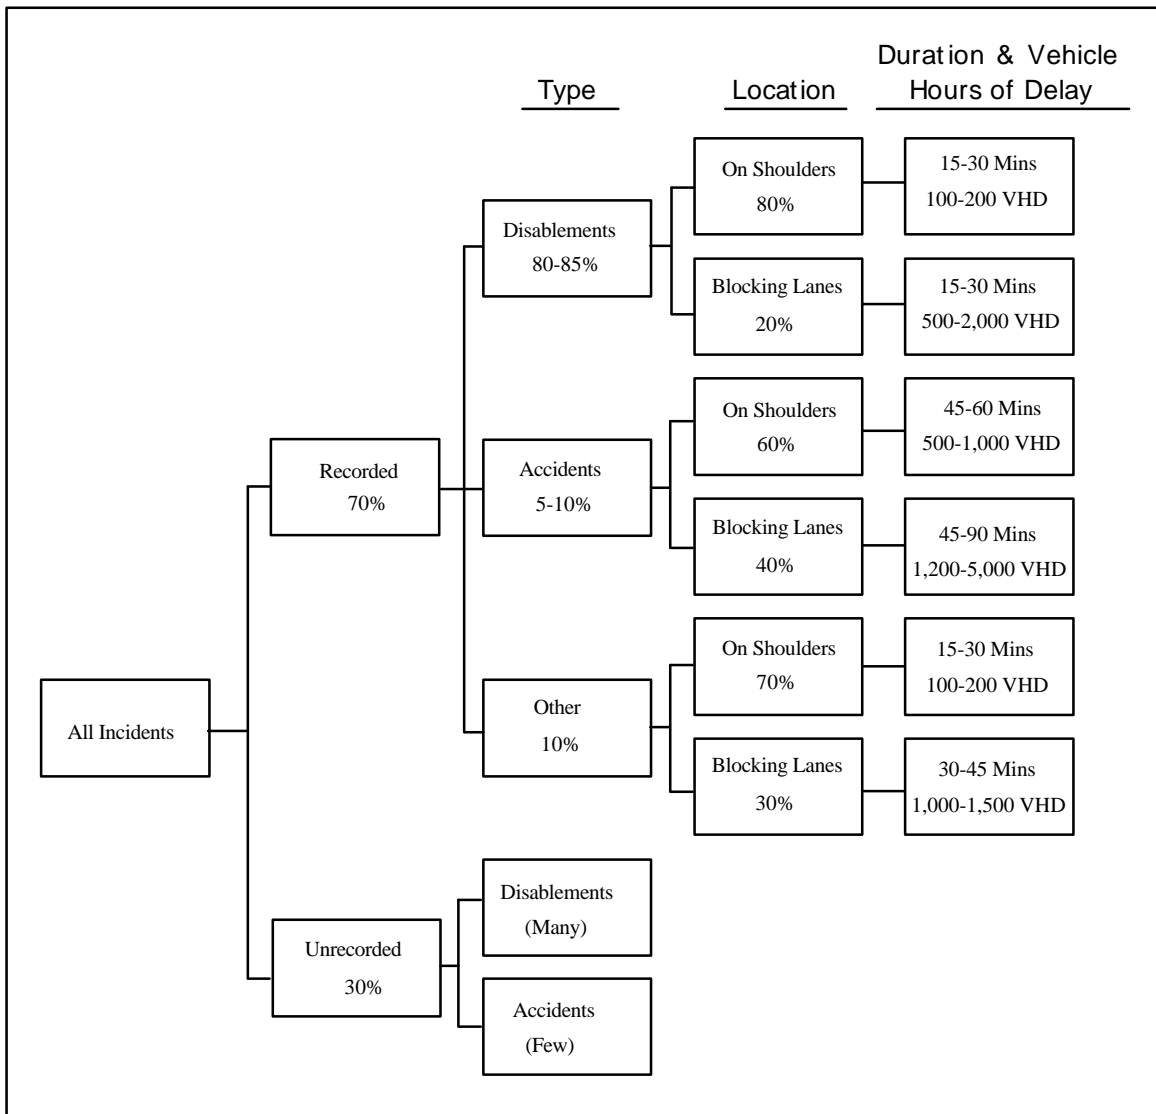 Duration & Vehicle
Type
Location
Hours of Delay
On Shoulders
80%
15-30 Mins
100-200 VHD
Disablements
80-85%
Blocking Lanes
20%
15-30 Mins
500-2,000 VHD
On Shoulders
60%
45-60 Mins
500-1,000 VHD
Recorded
70%
Accidents
5-10%
Blocking Lanes
40%
45-90 Mins
1,200-5,000 VHD
On Shoulders
70%
15-30 Mins
100-200 VHD
All Incidents
Other
10%
Blocking Lanes
30%
30-45 Mins
1,000-1,500 VHD
Disablements
(Many)
Unrecorded
30%
Accidents
(Few)